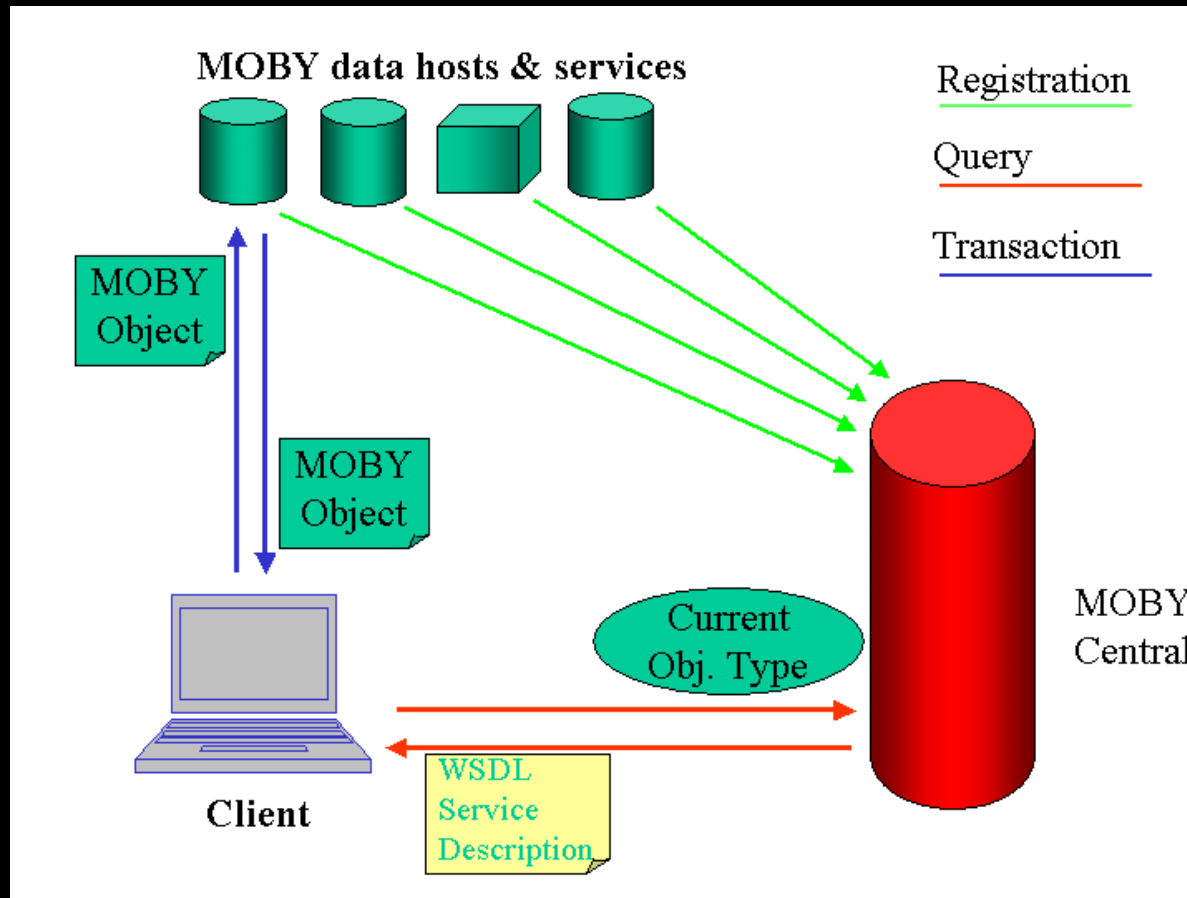 MOBY data hosts & services
Registration
Query
Transaction
MOBY
Object
MOBY
Object
Current
Obj. Type
MOBY
Central
WSDL
Service
Description
Client